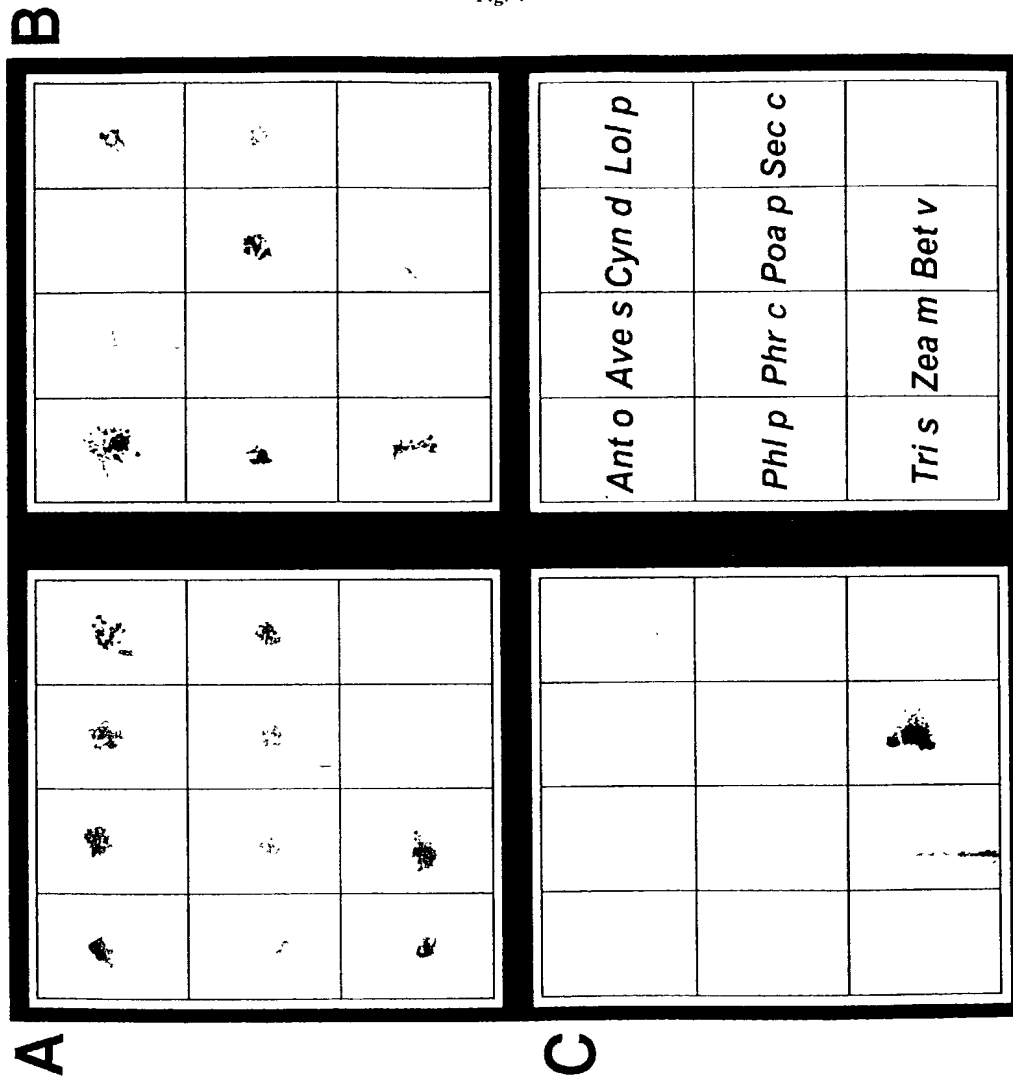 A
B
C
Ant o Ave s Cyn d Lol p
Phl p Phr c Poa p Sec c
Tri s Zea m Bet v